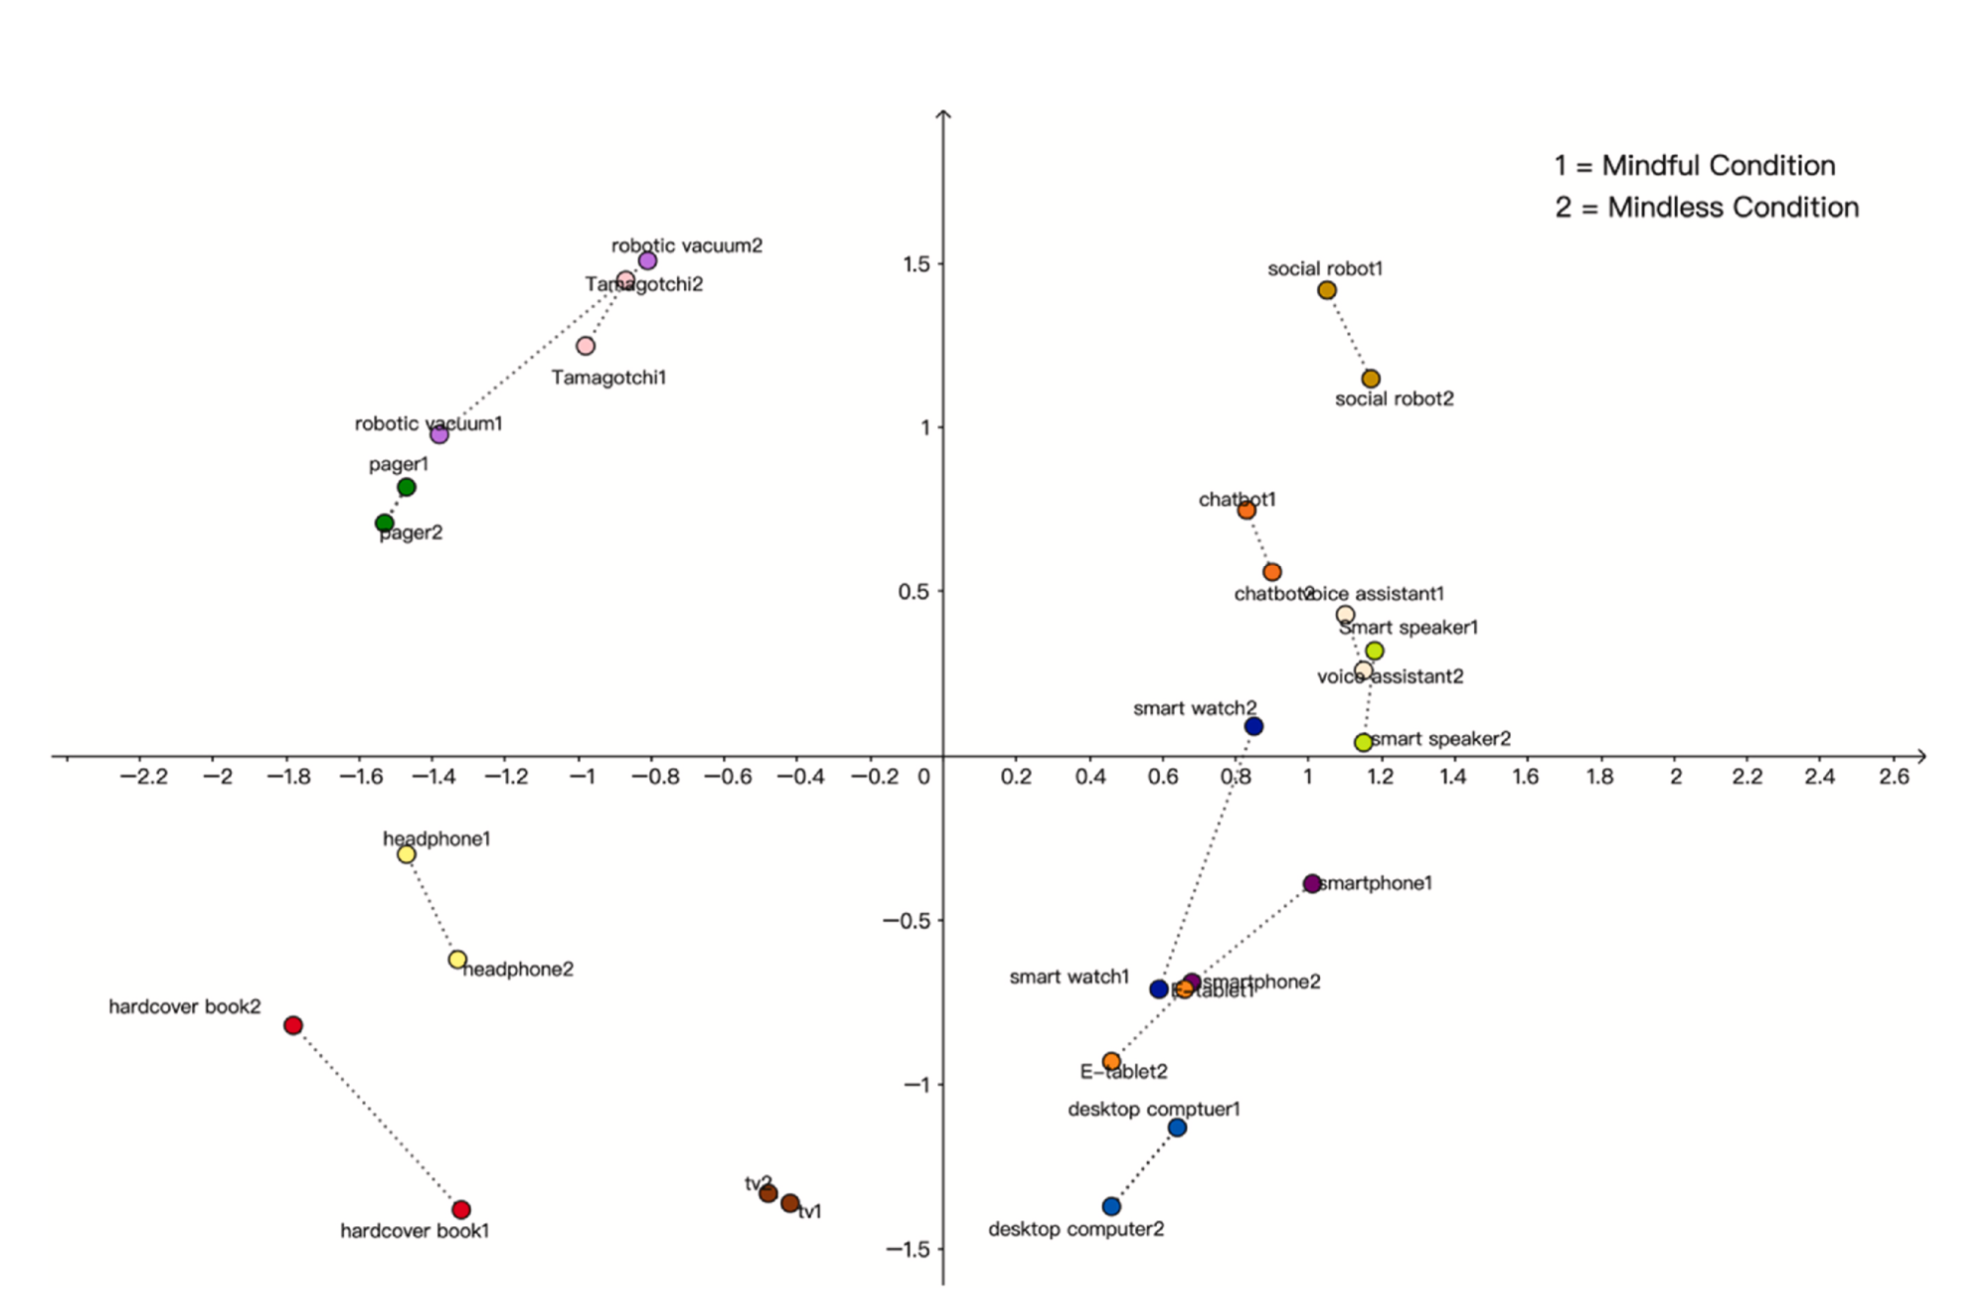 1 = Mindful Condition
2 = Mindless Condition
robotic vacuum2
Tamagotchi2
Tamagotchi1
robotic vacuum1
pager1
pager2
social robot1
social robot2
chatbot1
chatbot2
voice assistant1
Smart speaker1
voice assistant2
smart watch2
smart speaker2
1.5
1
0.5
−2.2 −2 −1.8 −1.6 −1.4 −1.2 −1 −0.8 −0.6 −0.4 −0.2 0 0.2 0.4 0.6 0.8 1 1.2 1.4 1.6 1.8 2 2.2 2.4 2.6
−0.5
−1
−1.5
headphone1
headphone2
hardcover book2
hardcover book1
tv2
tv1
smartphone1
smart watch1
smartphone2
E−tablet1
E−tablet2
desktop comptuer1
desktop computer2